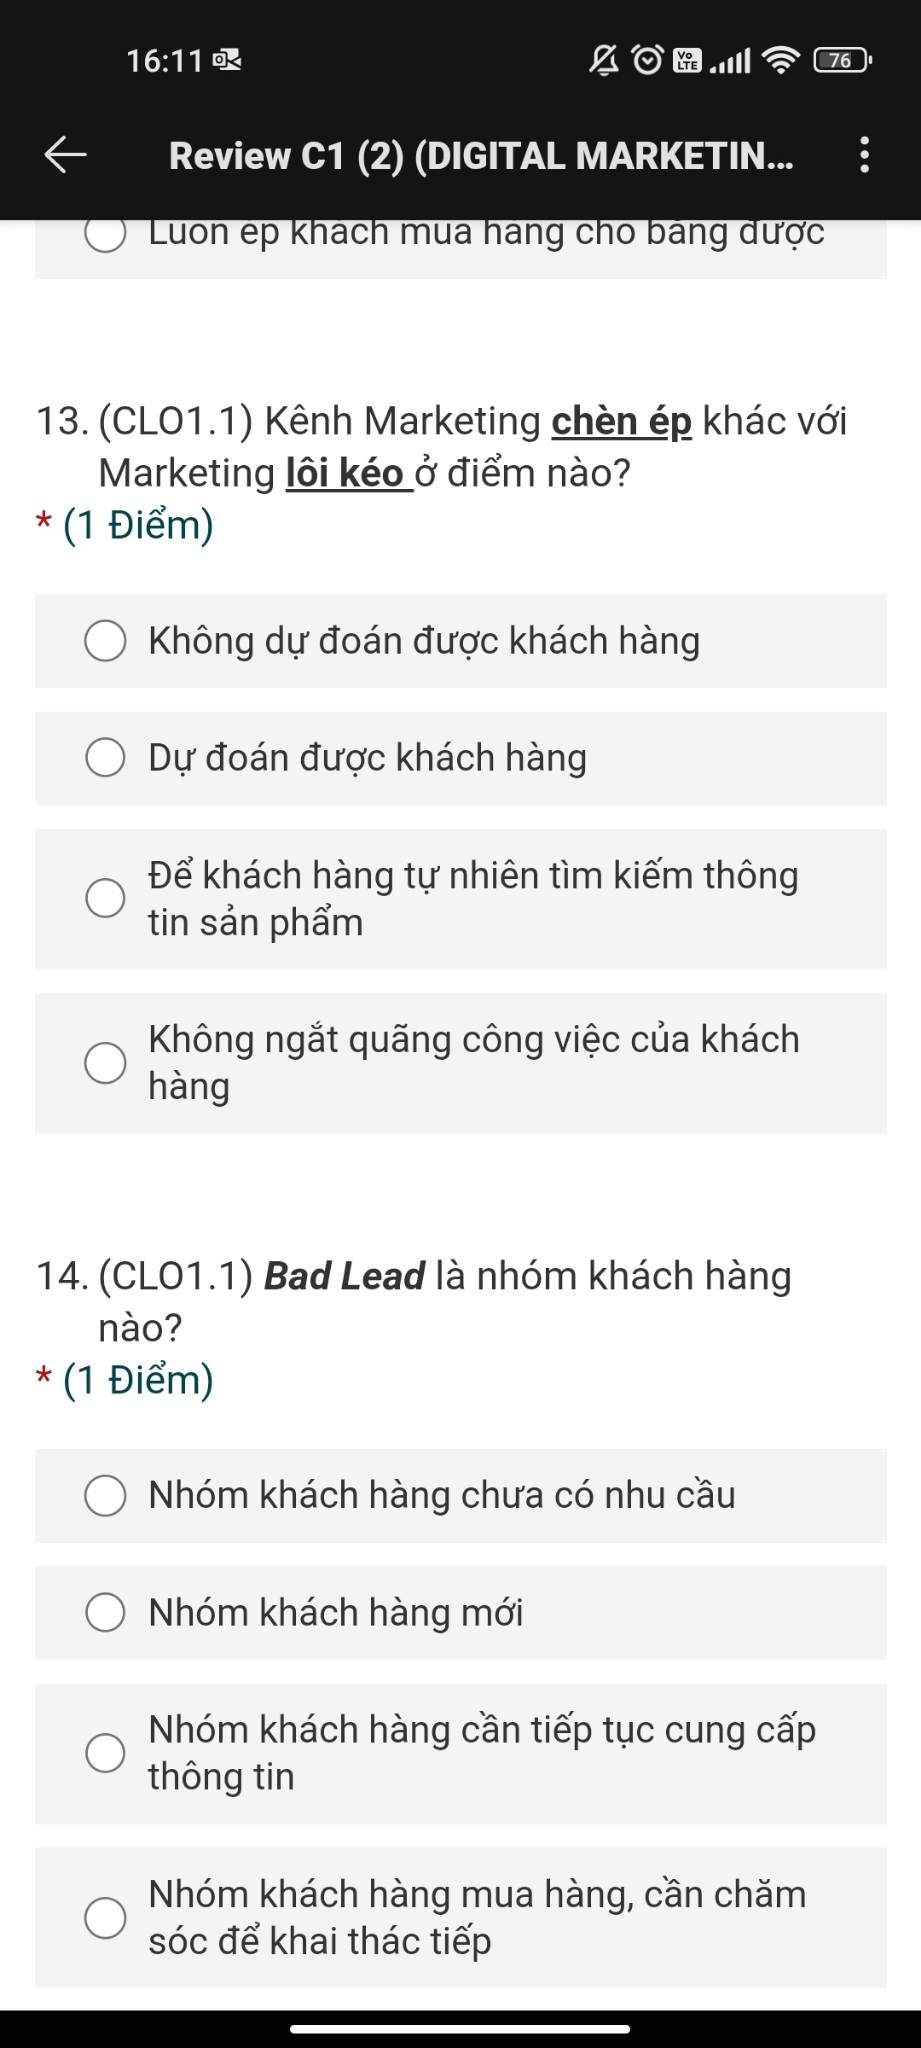 16:11
Vo
LTE
76
Review C1 (2) (DIGITAL MARKETIN...
Luôn ép khách mua hàng cho bằng được
13. (CLO1.1) Kênh Marketing chèn ép khác với
Marketing lôi kéo ở điểm nào?
* (1 Điểm)
Không dự đoán được khách hàng
Dự đoán được khách hàng
Để khách hàng tự nhiên tìm kiếm thông
tin sản phẩm
Không ngắt quãng công việc của khách
hàng
14. (CLO1.1) Bad Lead là nhóm khách hàng
nào?
* (1 Điểm)
Nhóm khách hàng chưa có nhu cầu
Nhóm khách hàng mới
Nhóm khách hàng cần tiếp tục cung cấp
thông tin
Nhóm khách hàng mua hàng, cần chăm
sóc để khai thác tiếp